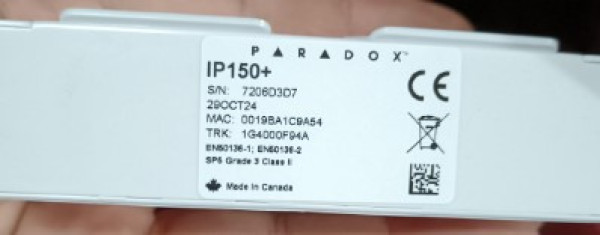 PARADOX™
IP150+
S/N: 7206D3D7
29OCT24
MAC: 0019BA1C9A54
TRK: 1G4000F94A
EN50136-1; EN50136-2
SP5 Grade 3 Class II
Made in Canada
CE